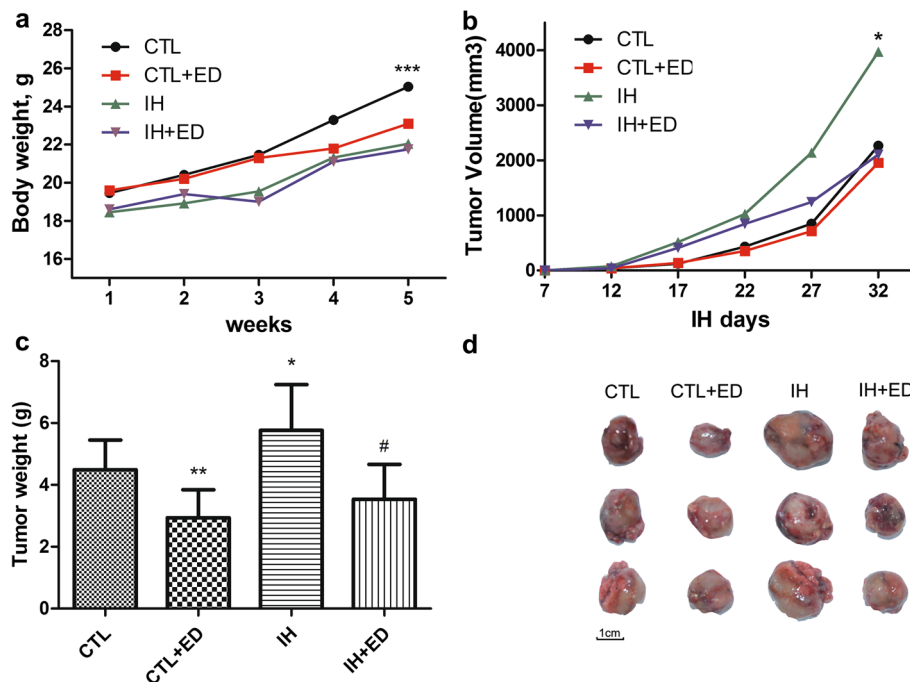 a
CTL
CTL+ED
IH
IH+ED
***
Body weight, g
26
24
22
20
18
16
1 2 3 4 5
weeks
b
CTL
CTL+ED
IH
IH+ED
*
Tumor Volume(mm3)
4000
3000
2000
1000
0
7 12 17 22 27 32
IH days
c
Tumor weight (g)
8
6
4
2
0
**
*
#
CTL
CTL+ED
IH
IH+ED
d
CTL CTL+ED IH IH+ED
1cm